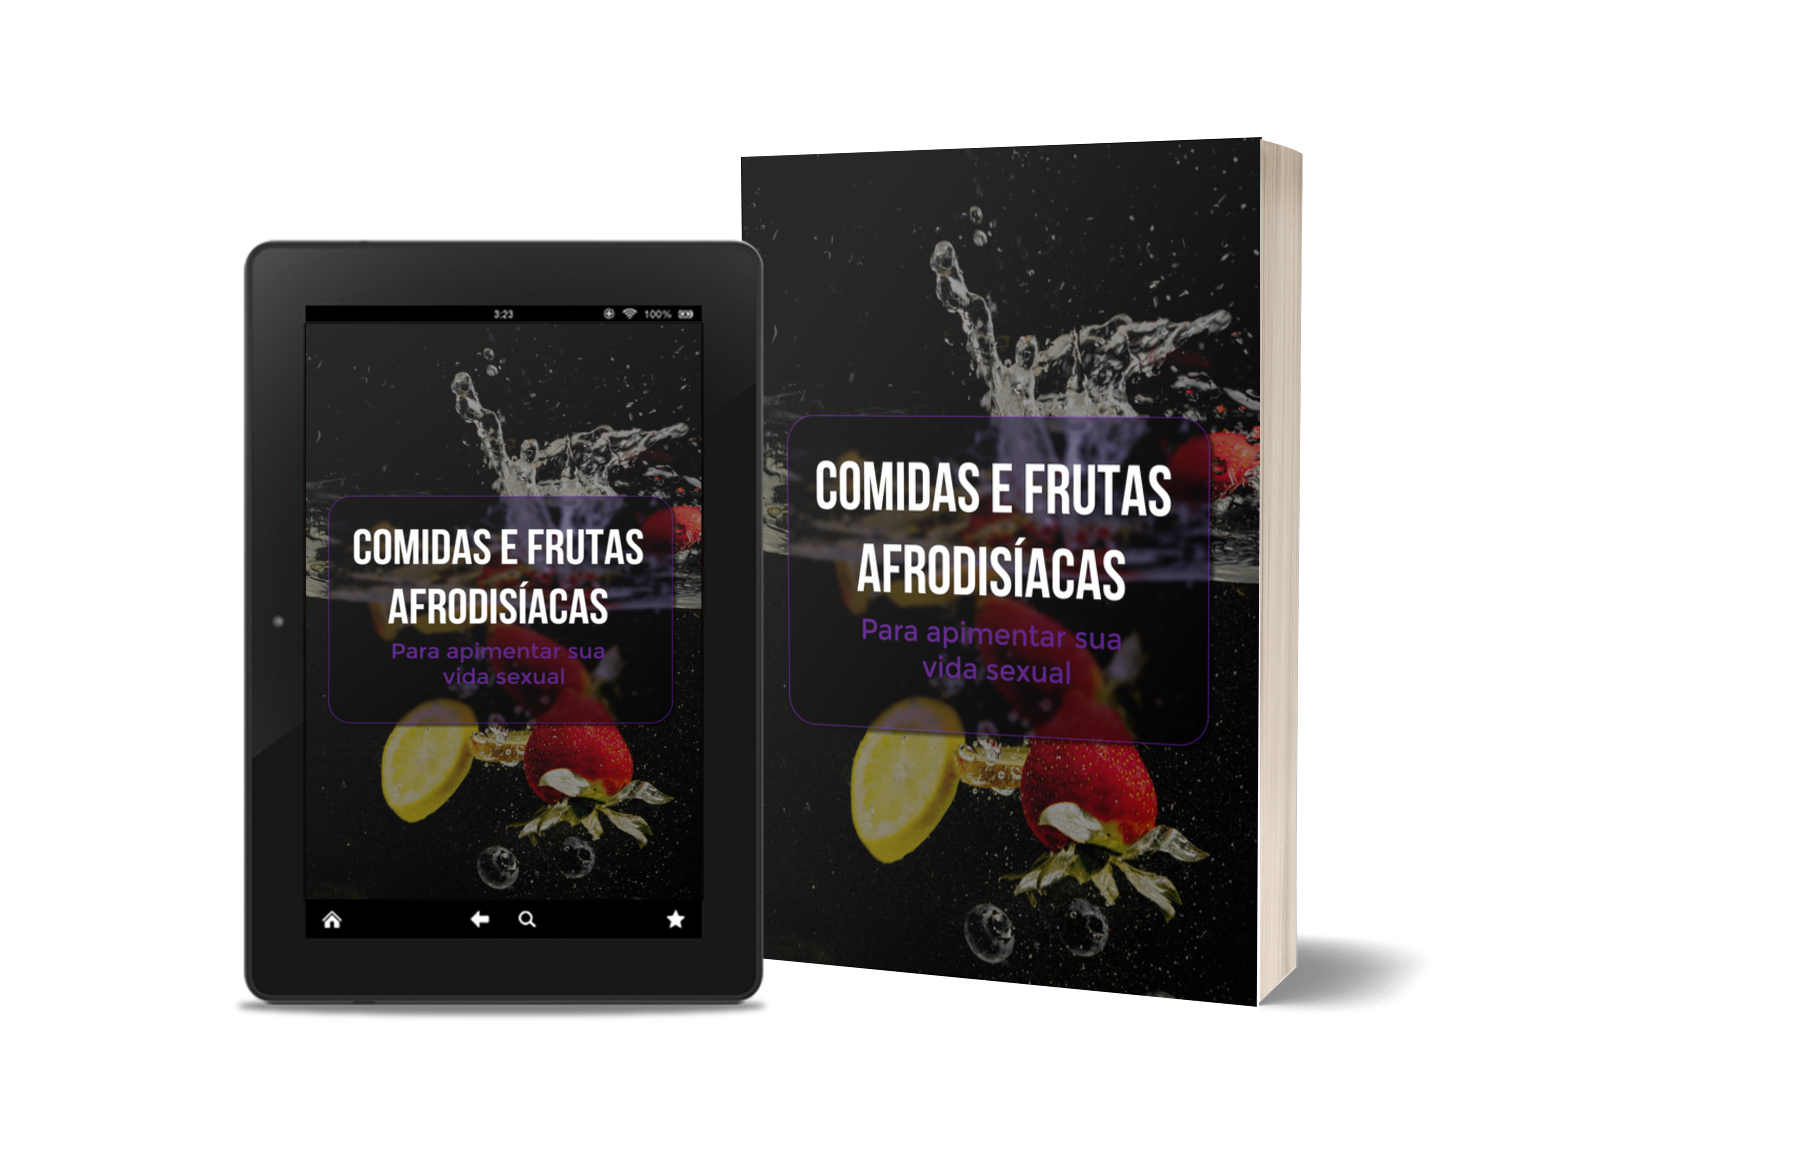 3:23
100%
COMIDAS E FRUTAS
AFRODISÍACAS
Para apimentar sua
vida sexual
COMIDAS E FRUTAS
AFRODISÍACAS
Para apimentar sua
vida sexual